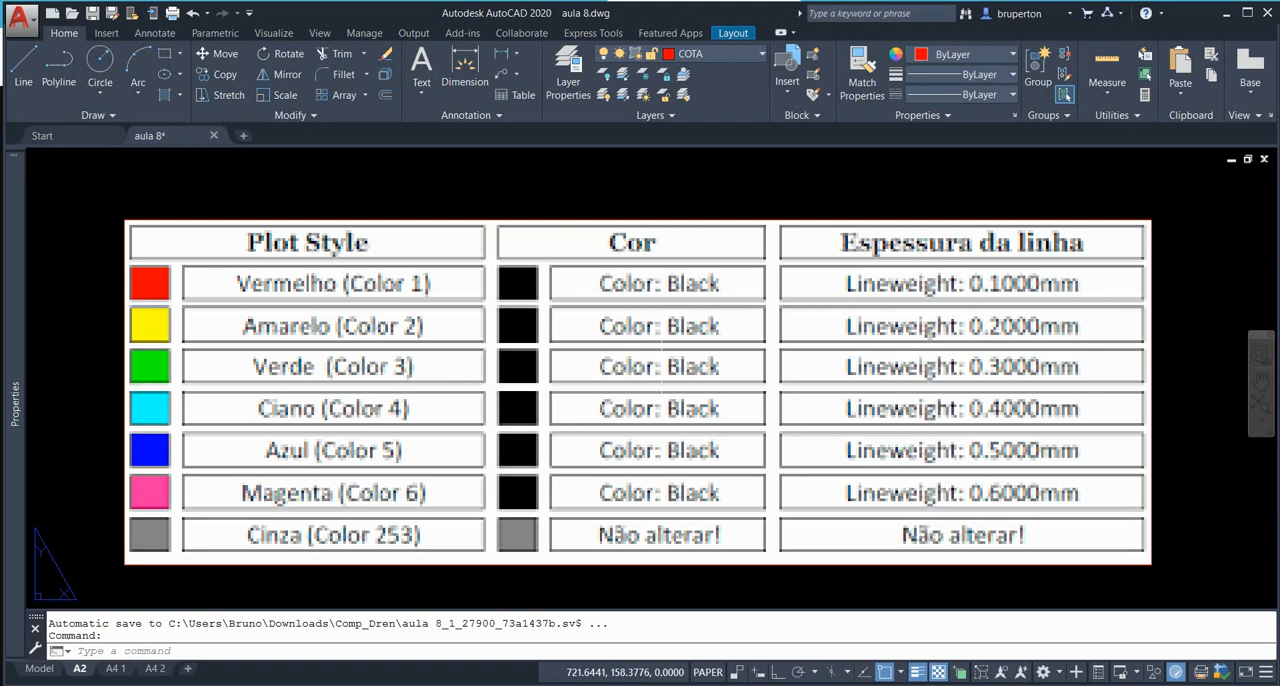 Autodesk AutoCAD 2020 aula 8.dwg
Type a keyword or phrase
bruperton
Home Insert Annotate Parametric Visualize View Manage Output Add-ins Collaborate Express Tools Featured Apps Layout
Line Polyline Circle Arc
Move Rotate Trim
Copy Mirror Fillet
Stretch Scale Array
Text Dimension Table
Layer Properties
COTA
Insert
Match Properties
ByLayer
ByLayer
ByLayer
Group
Measure
Paste
Base
Draw Modify Annotation Layers Block Properties Groups Utilities Clipboard View
Start aula 8*
Properties
Plot Style Cor Espessura da linha
Vermelho (Color 1) Color: Black Lineweight: 0.1000mm
Amarelo (Color 2) Color: Black Lineweight: 0.2000mm
Verde (Color 3) Color: Black Lineweight: 0.3000mm
Ciano (Color 4) Color: Black Lineweight: 0.4000mm
Azul (Color 5) Color: Black Lineweight: 0.5000mm
Magenta (Color 6) Color: Black Lineweight: 0.6000mm
Cinza (Color 253) Não alterar! Não alterar!
Y
X
Automatic save to C:\Users\Bruno\Downloads\Comp_Dren\aula 8_1_27900_73a1437b.sv$ ...
Command:
Type a command
Model A2 A4 1 A4 2
721.6441, 158.3776, 0.0000 PAPER